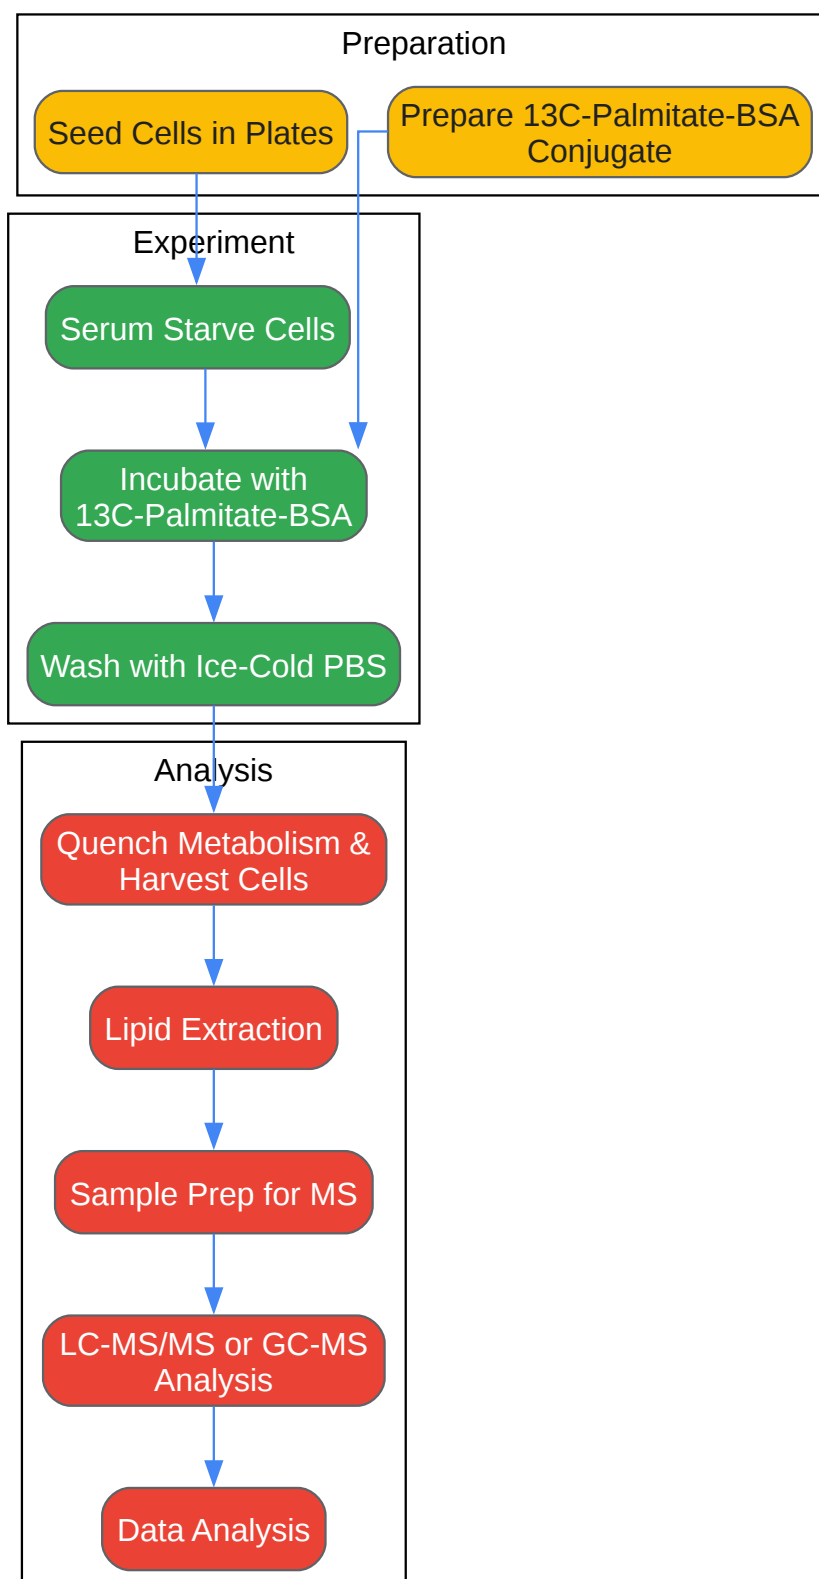 Preparation
Seed Cells in Plates
Prepare 13C-Palmitate-BSA
Conjugate
Experiment
Serum Starve Cells
Incubate with
13C-Palmitate-BSA
Wash with Ice-Cold PBS
Analysis
Quench Metabolism &
Harvest Cells
Lipid Extraction
Sample Prep for MS
LC-MS/MS or GC-MS
Analysis
Data Analysis